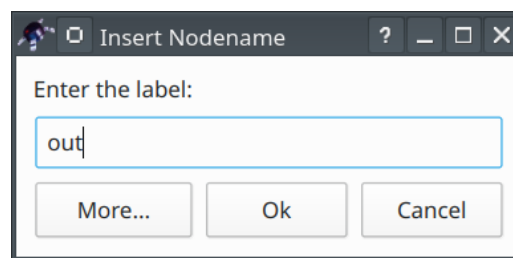 Insert Nodename ?
Enter the label:
out
More... Ok Cancel